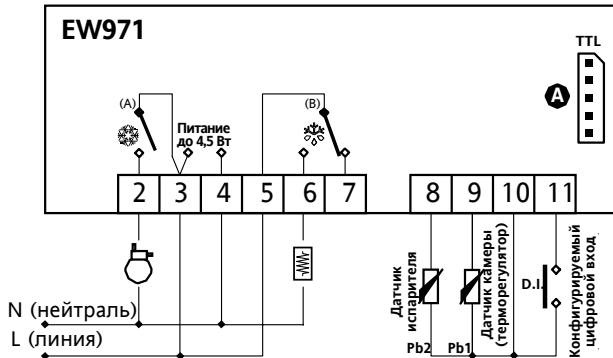 EW971
TTL
A
(A)
(B)
Питание
до 4,5 Вт
2 3 4 5 6 7 8 9 10 11
Датчик
испарителя
Датчик камеры
(терморегулятор)
D.I.
Конфигурируемый
цифровой вход
N (нейтраль)
L (линия)
Pb2
Pb1